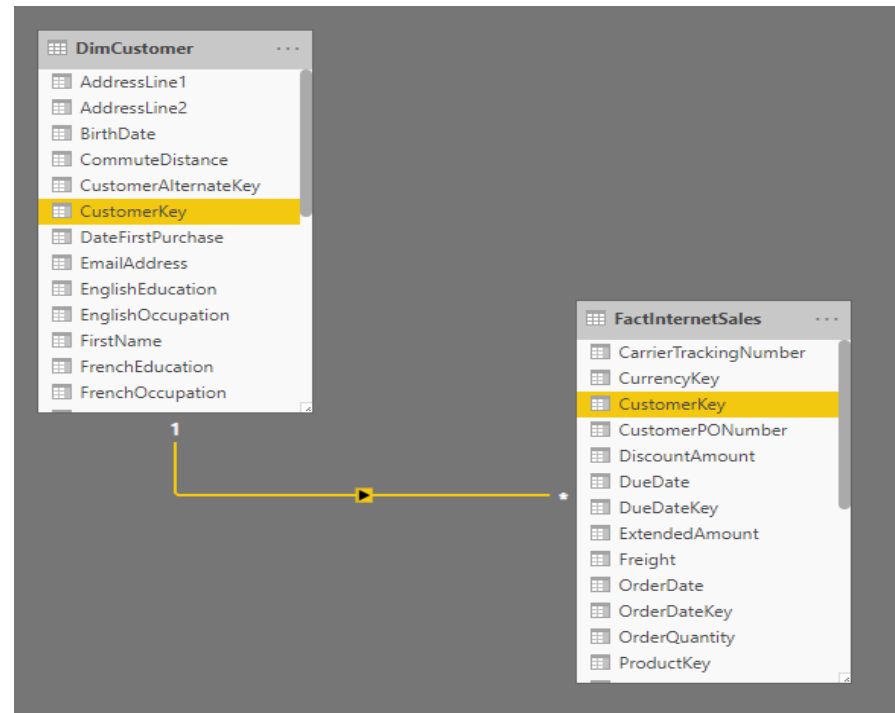 DimCustomer
AddressLine1
AddressLine2
BirthDate
CommuteDistance
CustomerAlternateKey
CustomerKey
DateFirstPurchase
EmailAddress
EnglishEducation
EnglishOccupation
FirstName
FrenchEducation
FrenchOccupation
1
*
FactInternetSales
CarrierTrackingNumber
CurrencyKey
CustomerKey
CustomerPONumber
DiscountAmount
DueDate
DueDateKey
ExtendedAmount
Freight
OrderDate
OrderDateKey
OrderQuantity
ProductKey